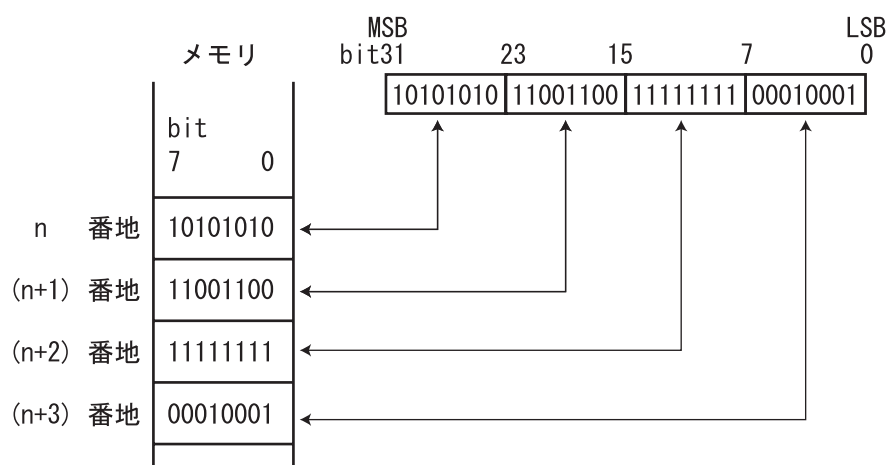 MSB LSB
メモリ bit31 23 15 7 0
10101010 11001100 11111111 00010001
bit
7 0
n 番地 10101010
(n+1) 番地 11001100
(n+2) 番地 11111111
(n+3) 番地 00010001